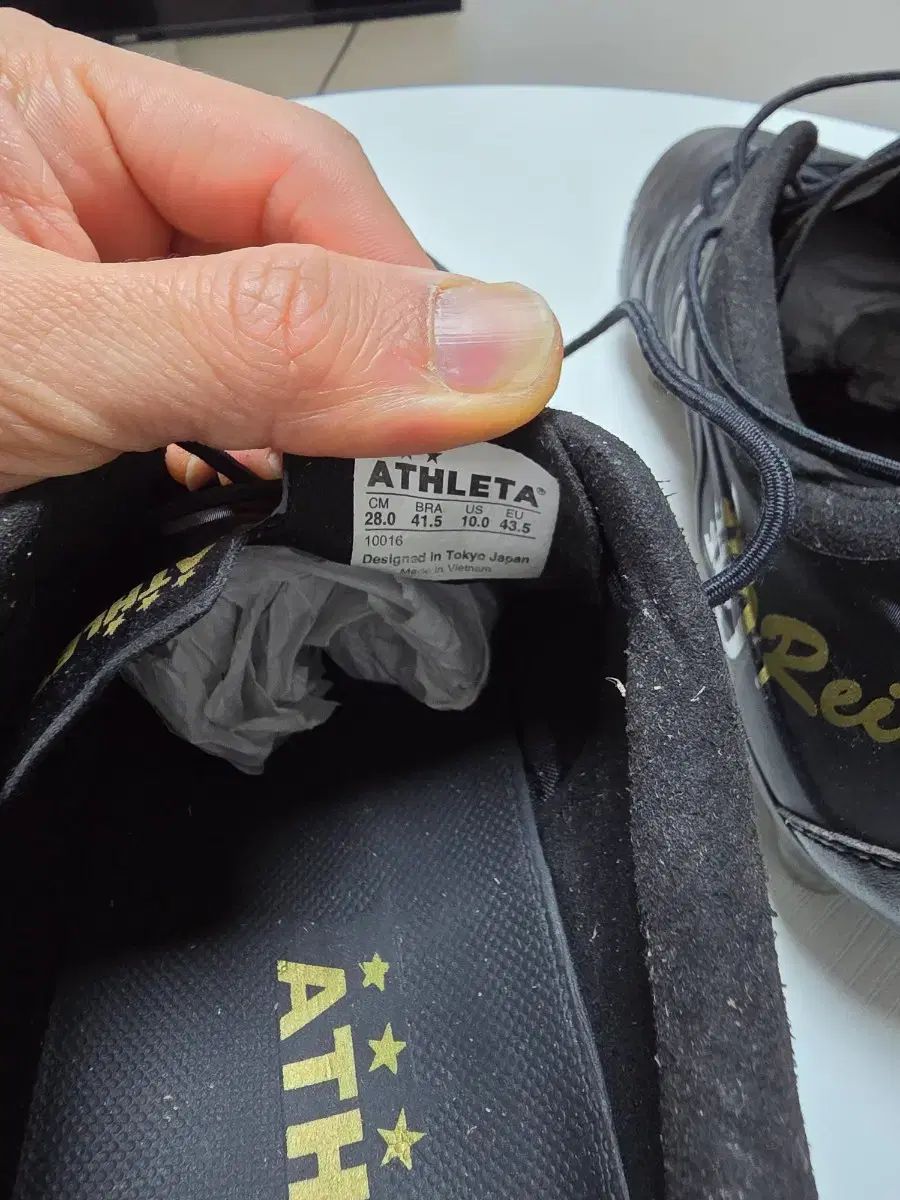 ATHLETA®
CM BRA US EU
28.0 41.5 10.0 43.5
10016
Designed in Tokyo Japan
Made in Vietnam
ATHLE
Rei
ATH